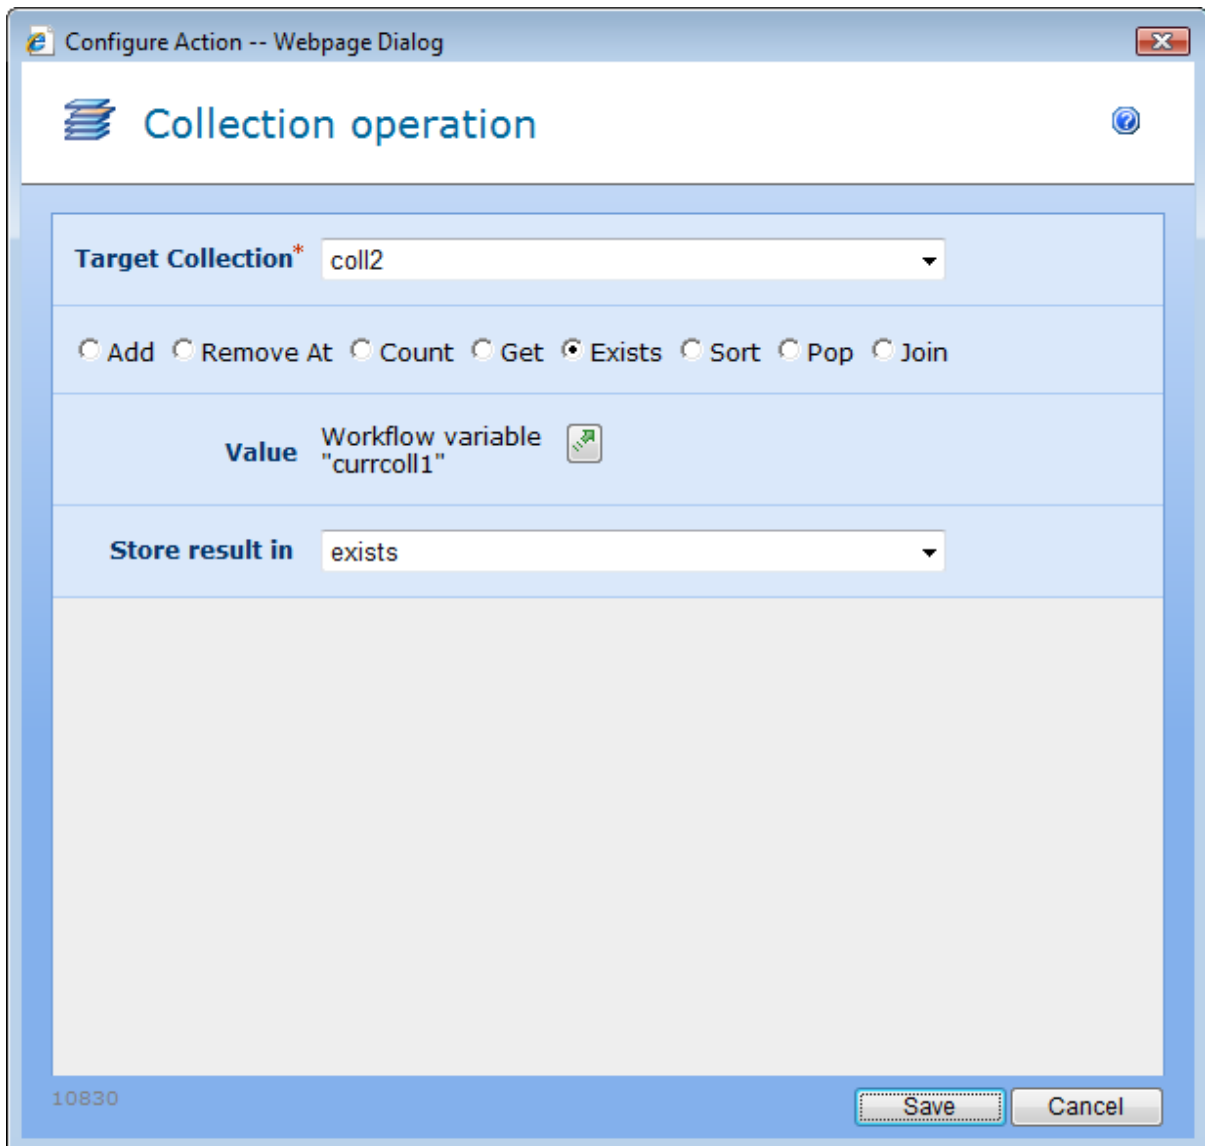 Configure Action -- Webpage Dialog
Collection operation
Target Collection* coll2
Add Remove At Count Get Exists Sort Pop Join
Value Workflow variable
"currcoll1"
Store result in exists
10830 Save Cancel